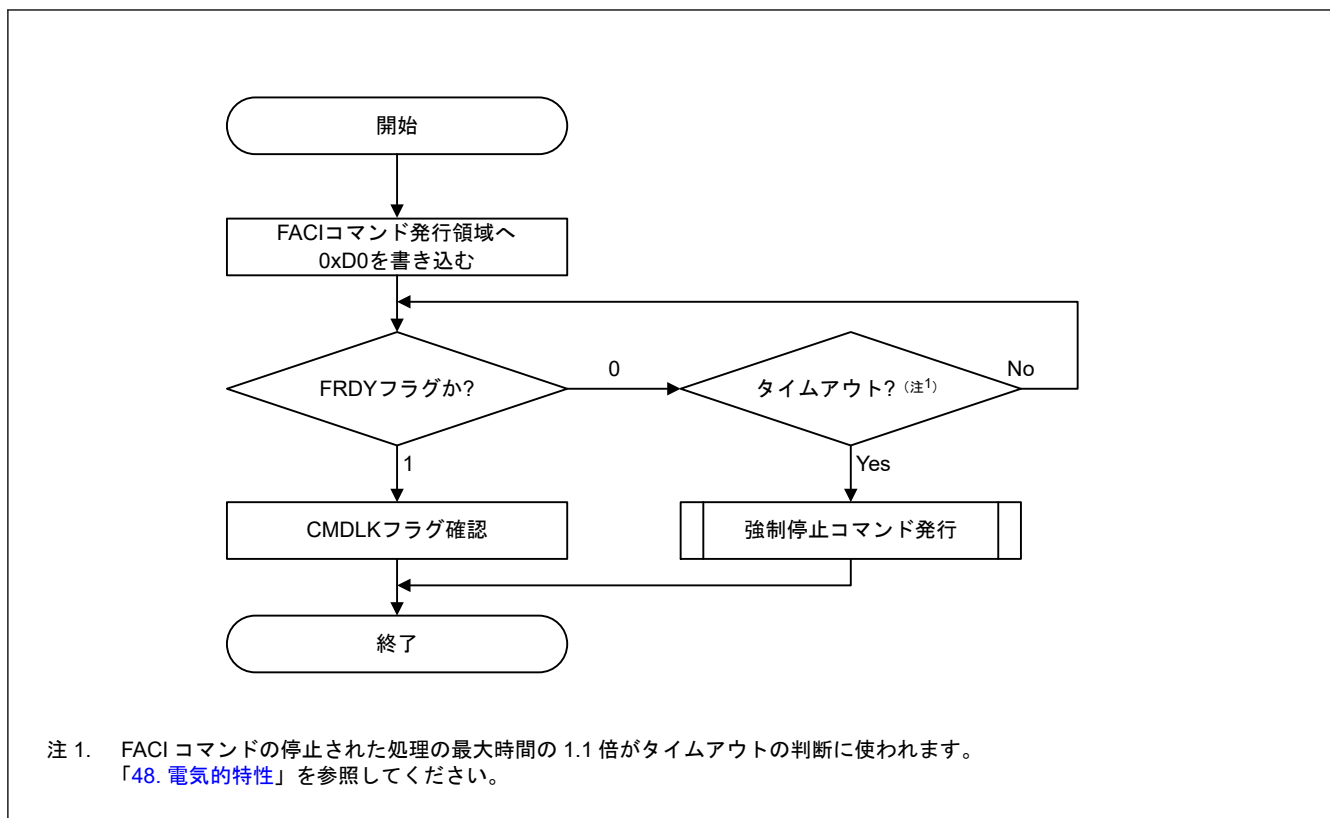 開始
FACIコマンド発行領域へ
0xD0を書き込む
FRDYフラグか?
0
タイムアウト?（注1）
No
1
Yes
CMDLKフラグ確認
強制停止コマンド発行
終了
注 1. FACI コマンドの停止された処理の最大時間の 1.1 倍がタイムアウトの判断に使われます。
「48. 電気的特性」を参照してください。